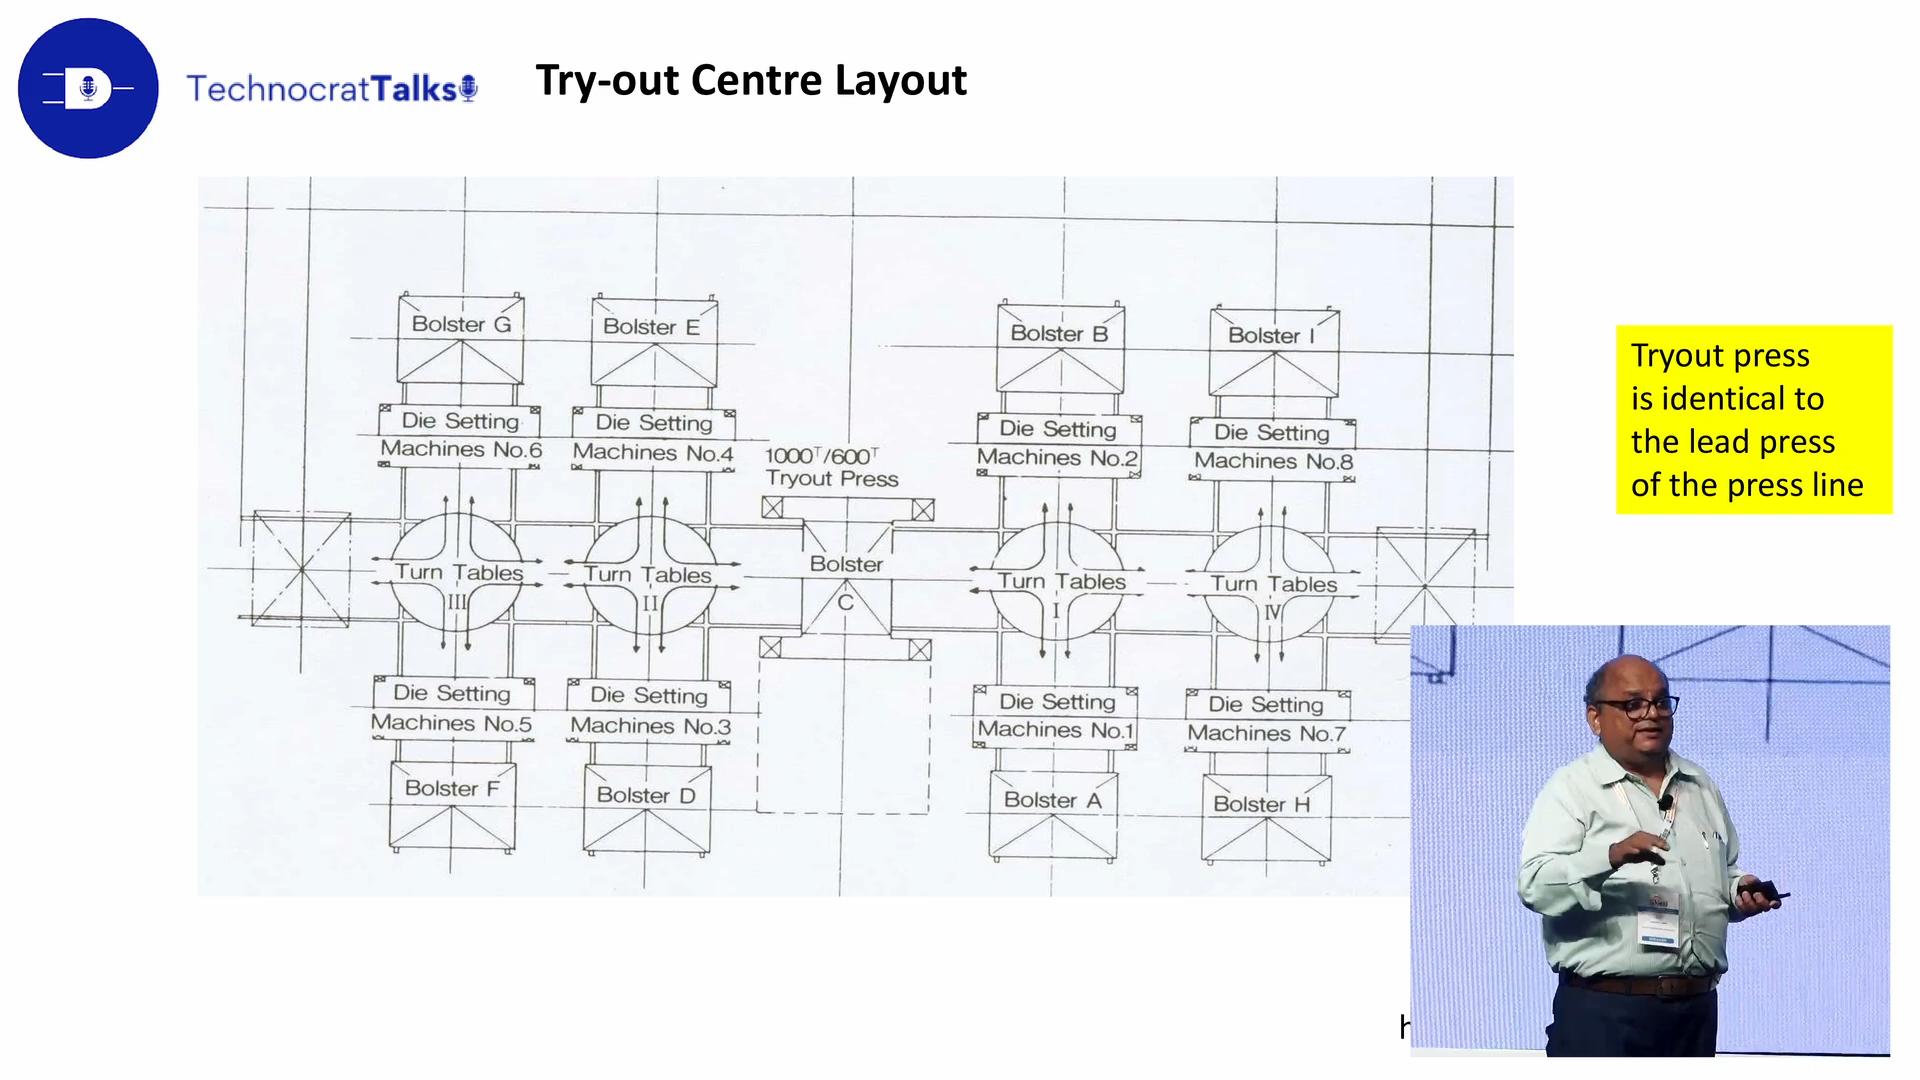 TechnocratTalks
Try-out Centre Layout
Bolster G
Bolster E
Bolster B
Bolster I
Die Setting
Machines No.6
Die Setting
Machines No.4
1000T/600T
Tryout Press
Die Setting
Machines No.2
Die Setting
Machines No.8
Turn Tables
III
Turn Tables
II
Bolster
C
Turn Tables
I
Turn Tables
IV
Die Setting
Machines No.5
Die Setting
Machines No.3
Die Setting
Machines No.1
Die Setting
Machines No.7
Bolster F
Bolster D
Bolster A
Bolster H
Tryout press
is identical to
the lead press
of the press line